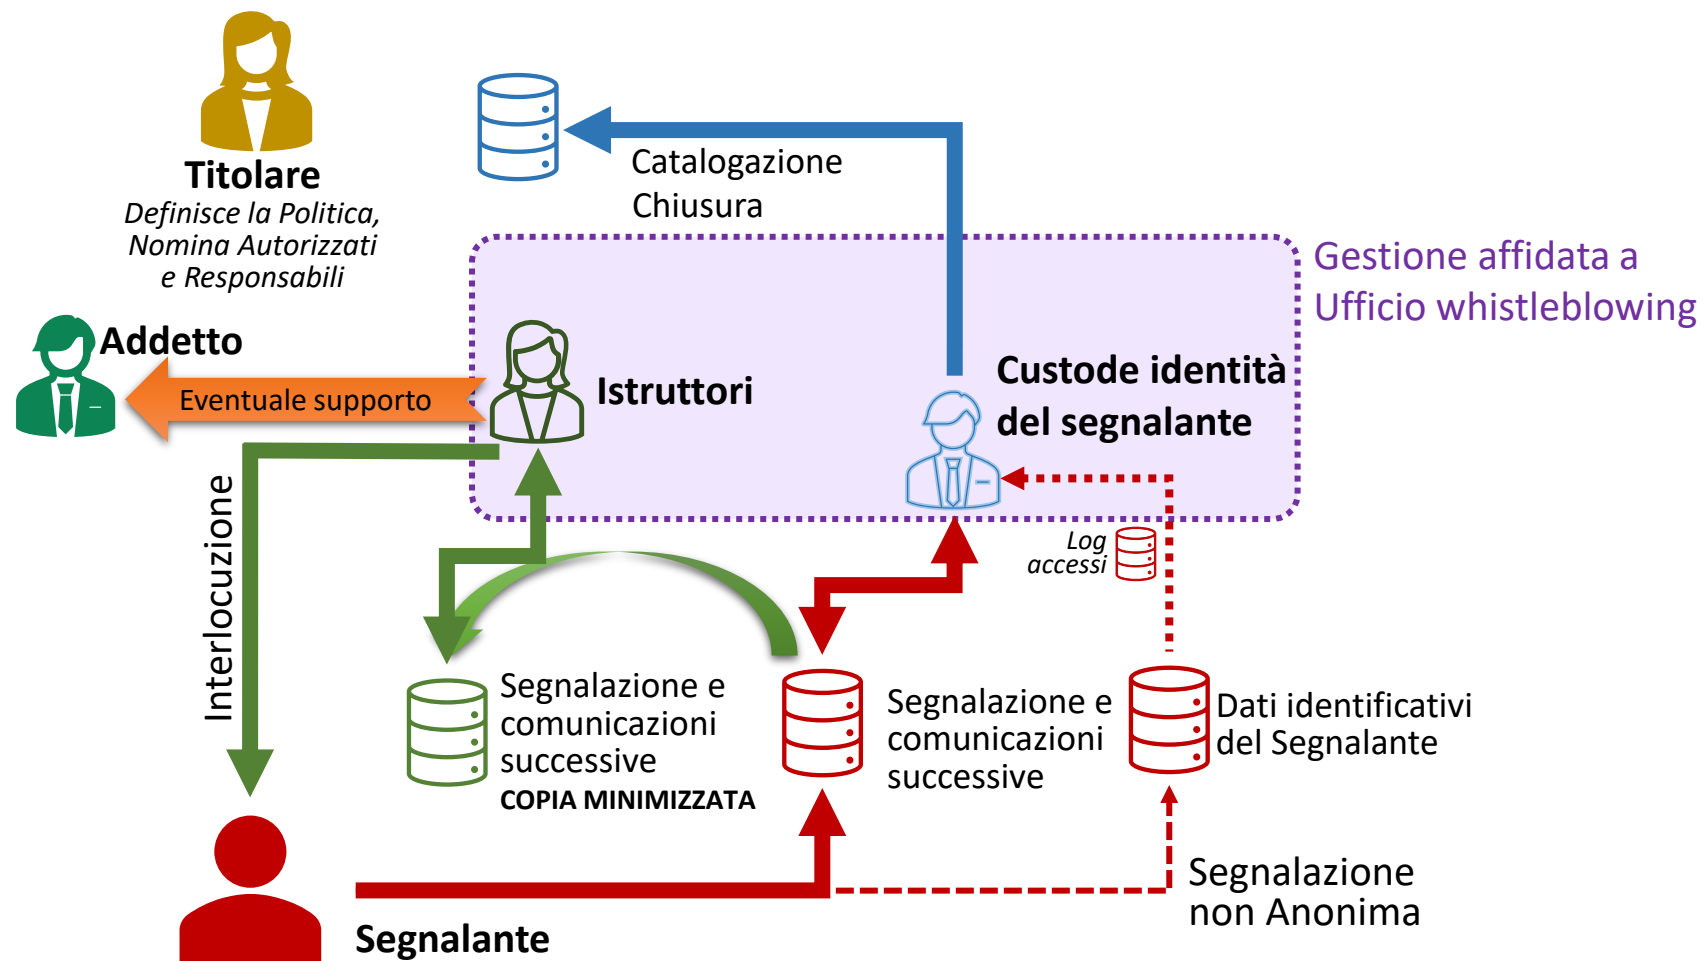 Titolare
Definisce la Politica,
Nomina Autorizzati
e Responsabili
Catalogazione
Chiusura
Gestione affidata a
Ufficio whistleblowing
Addetto
Eventuale supporto
Istruttori
Custode identità
del segnalante
Interlocuzione
Log
accessi
Segnalazione e
comunicazioni
successive
COPIA MINIMIZZATA
Segnalazione e
comunicazioni
successive
Dati identificativi
del Segnalante
Segnalazione
non Anonima
Segnalante